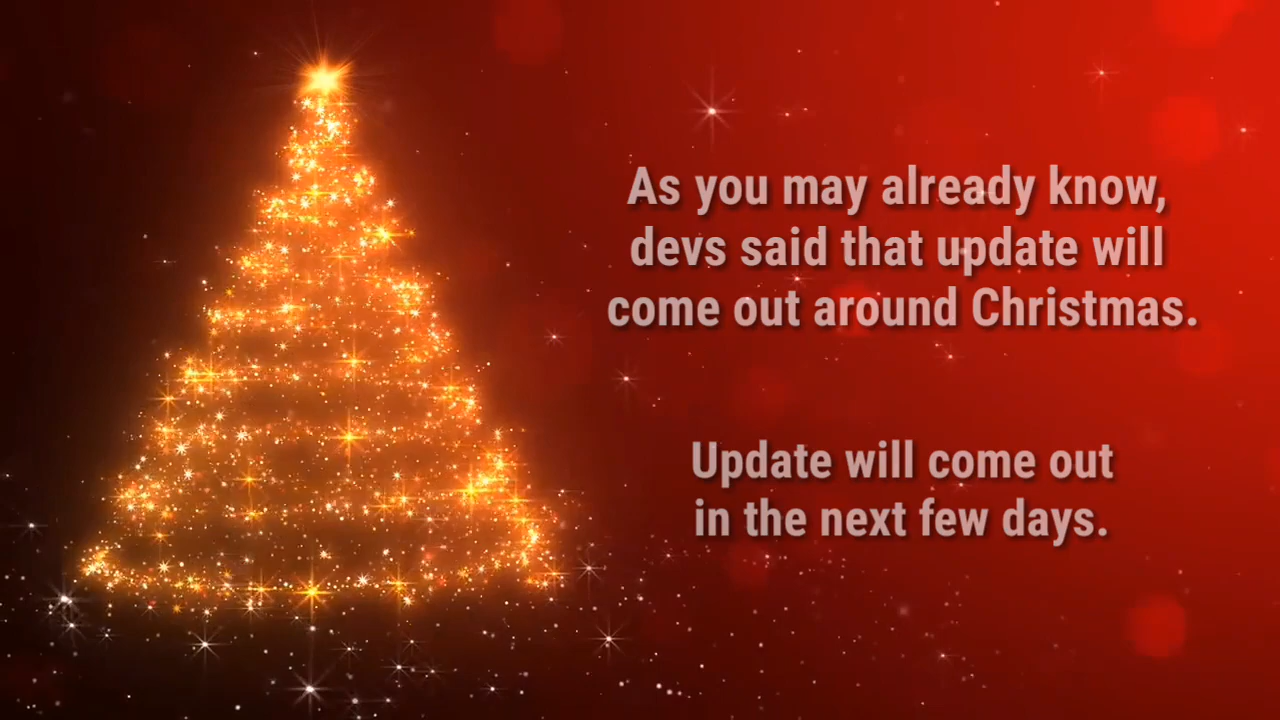 As you may already know,
devs said that update will
come out around Christmas.
Update will come out
in the next few days.